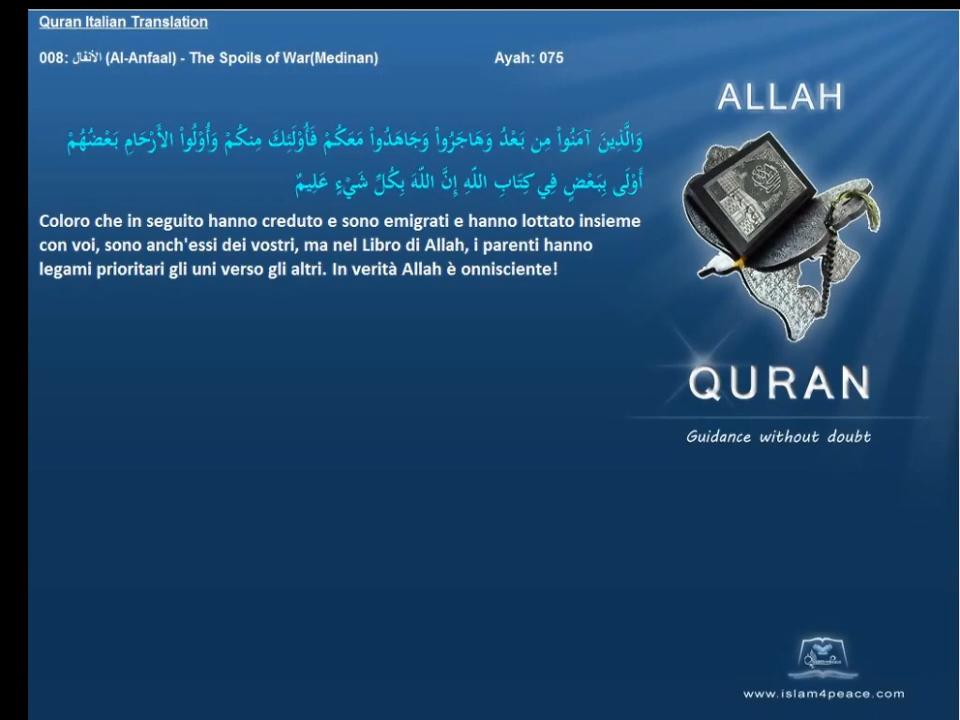 Quran Italian Translation
008: الأنفال (Al-Anfaal) - The Spoils of War(Medinan) Ayah: 075
وَالَّذِينَ آمَنُواْ مِن بَعْدُ وَهَاجَرُواْ وَجَاهَدُواْ مَعَكُمْ فَأُوْلَئِكَ مِنكُمْ وَأُوْلُواْ الأَرْحَامِ بَعْضُهُمْ
أَوْلَى بِبَعْضٍ فِي كِتَابِ اللّهِ إِنَّ اللّهَ بِكُلِّ شَيْءٍ عَلِيمٌ
Coloro che in seguito hanno creduto e sono emigrati e hanno lottato insieme
con voi, sono anch'essi dei vostri, ma nel Libro di Allah, i parenti hanno
legami prioritari gli uni verso gli altri. In verità Allah è onnisciente!
ALLAH
QURAN
Guidance without doubt
www.islam4peace.com